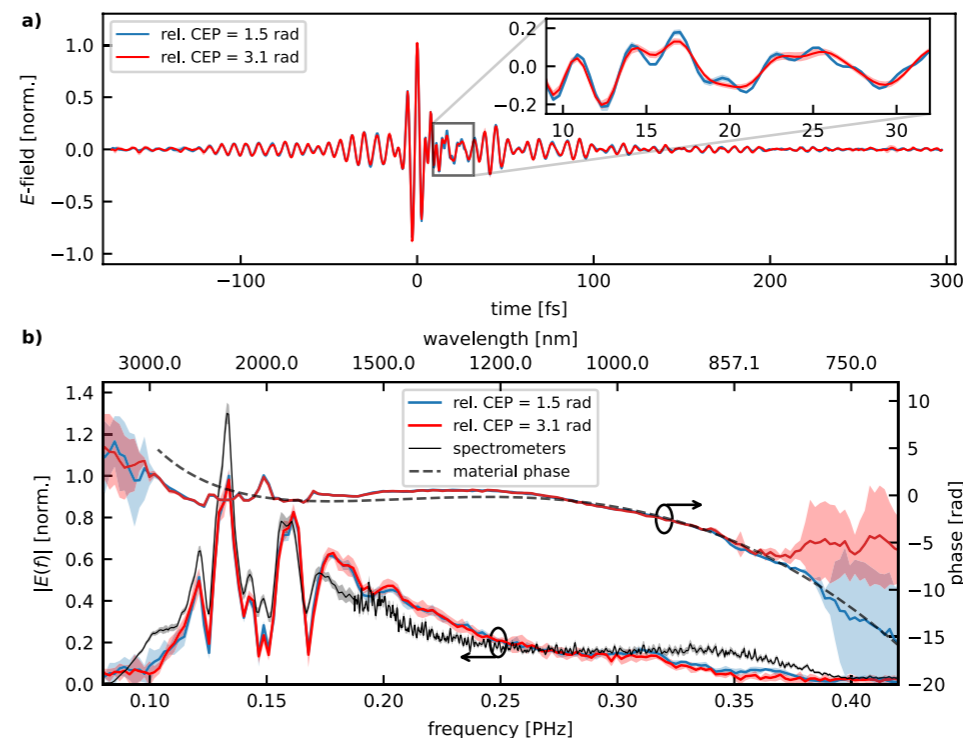 a)
rel. CEP = 1.5 rad
rel. CEP = 3.1 rad
1.0
0.5
0.0
−0.5
−1.0
E-field [norm.]
0.2
0.0
−0.2
10 15 20 25 30
−100 0 100 200 300
time [fs]
b)
wavelength [nm]
3000.0 2000.0 1500.0 1200.0 1000.0 857.1 750.0
rel. CEP = 1.5 rad
rel. CEP = 3.1 rad
spectrometers
material phase
1.4
1.2
1.0
0.8
0.6
0.4
0.2
0.0
|E(f)| [norm.]
10
5
0
−5
−10
−15
−20
phase [rad]
0.10 0.15 0.20 0.25 0.30 0.35 0.40
frequency [PHz]